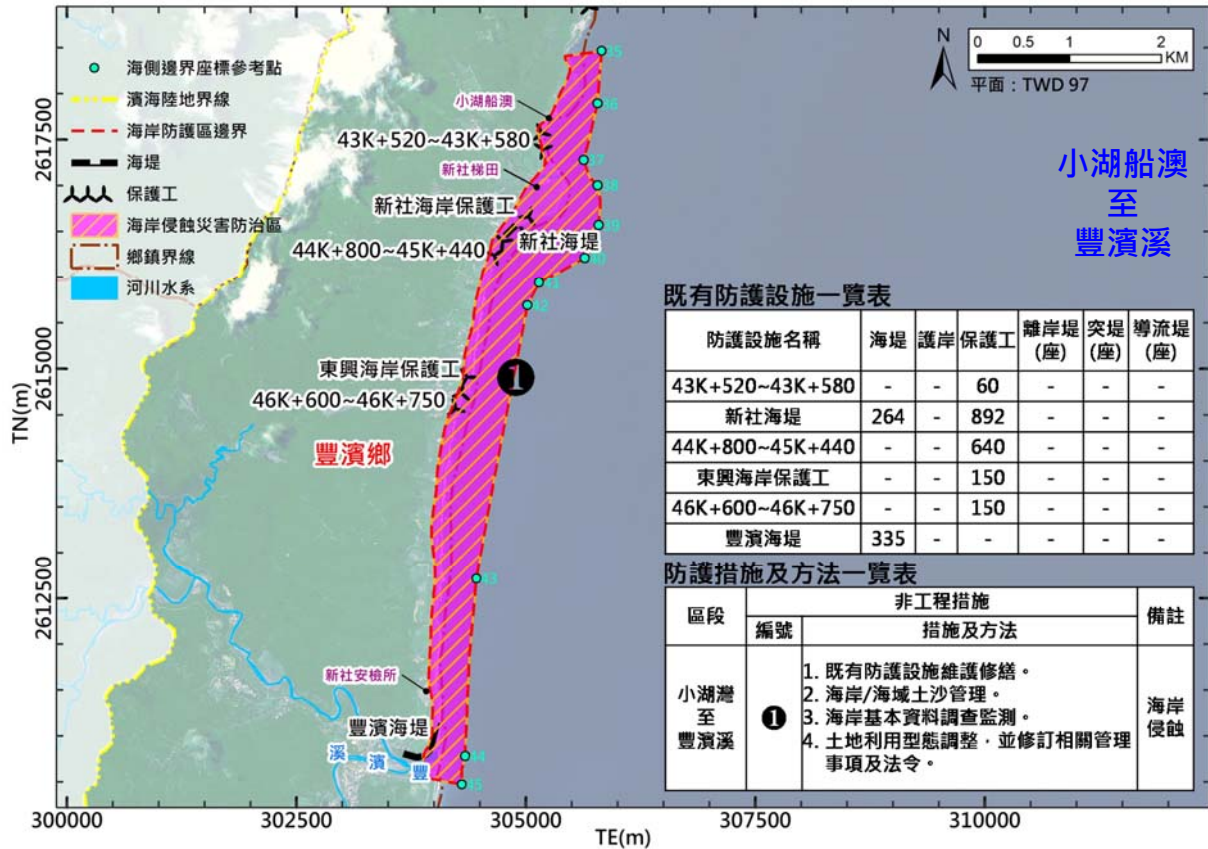 海側邊界座標參考點
濱海陸地界線
海岸防護區邊界
海堤
保護工
海岸侵蝕災害防治區
鄉鎮界線
河川水系
N
0 0.5 1 2
KM
平面：TWD 97
小湖船澳
至
豐濱溪
35
36
小湖船澳
43K+520~43K+580
37
新社梯田
38
新社海岸保護工
39
新社海堤
44K+800~45K+440
40
41
42
東興海岸保護工
❶
46K+600~46K+750
豐濱鄉
43
新社安檢所
豐濱海堤
44
溪濱豐
45
既有防護設施一覽表
防護設施名稱 海堤 護岸 保護工 離岸堤(座) 突堤(座) 導流堤(座)
43K+520~43K+580 - - 60 - - -
新社海堤 264 - 892 - - -
44K+800~45K+440 - - 640 - - -
東興海岸保護工 - - 150 - - -
46K+600~46K+750 - - 150 - - -
豐濱海堤 335 - - - - -
防護措施及方法一覽表
區段 非工程措施 備註
編號 措施及方法
小湖灣
至
豐濱溪
❶
1. 既有防護設施維護修繕。
2. 海岸/海域土沙管理。
3. 海岸基本資料調查監測。
4. 土地利用型態調整，並修訂相關管理
事項及法令。
海岸
侵蝕
TN(m)
2617500
2615000
2612500
300000 302500 305000 307500 310000
TE(m)